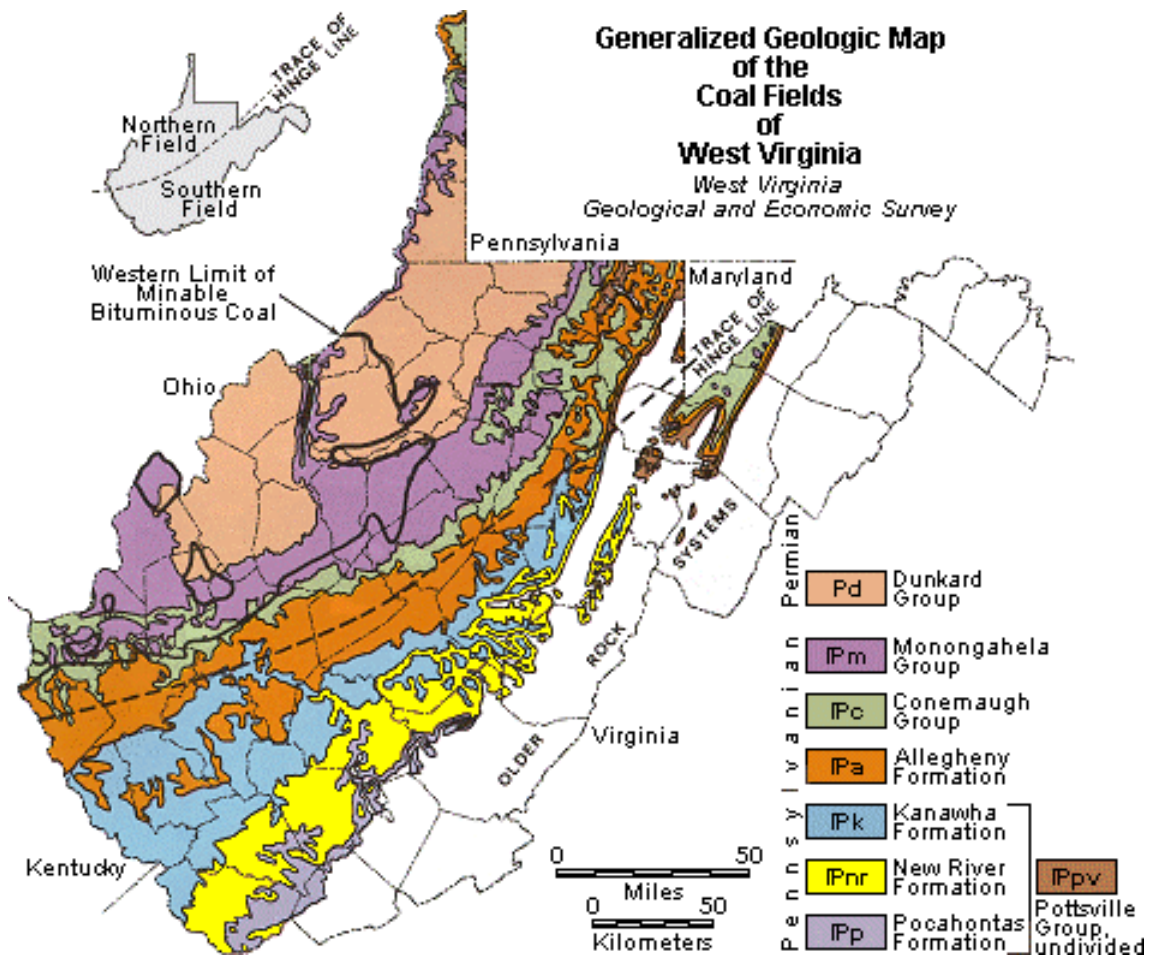 Generalized Geologic Map
of the
Coal Fields
of
West Virginia
West Virginia
Geological and Economic Survey
TRACE OF
HINGE LINE
Northern
Field
Southern
Field
Western Limit of
Minable
Bituminous Coal
Pennsylvania
Maryland
TRACE OF
HINGE LINE
Ohio
OLDER
ROCK
SYSTEMS
Virginia
Kentucky
0 50
Miles
0 50
Kilometers
Permian
Pennsylvanian
Pd
Dunkard
Group
IPm
Monongahela
Group
IPc
Conemaugh
Group
IPa
Allegheny
Formation
IPk
Kanawha
Formation
IPnr
New River
Formation
IPp
Pocahontas
Formation
IPpv
Pottsville
Group,
undivided